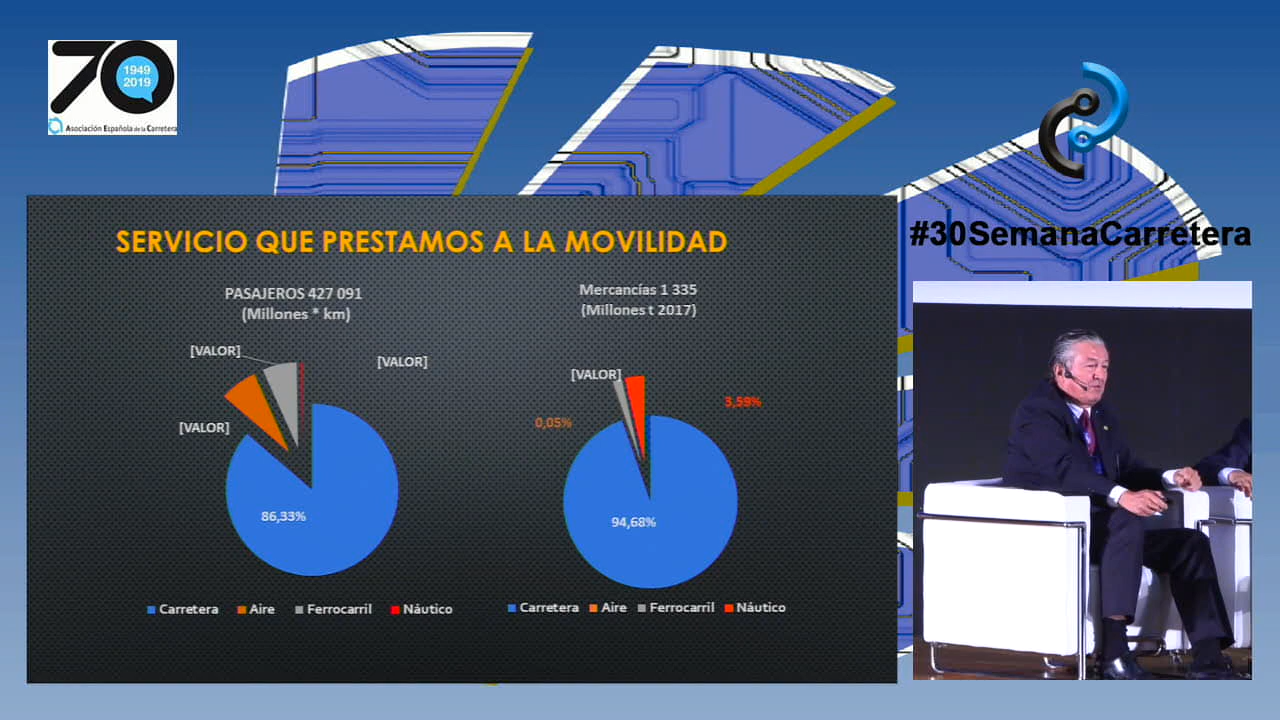 70
1949
2019
Asociación Española de la Carretera
#30SemanaCarretera
SERVICIO QUE PRESTAMOS A LA MOVILIDAD
PASAJEROS 427 091
(Millones * km)
[VALOR]
[VALOR]
[VALOR]
86,33%
Carretera Aire Ferrocarril Náutico
Mercancías 1 335
(Millones t 2017)
[VALOR]
3,59%
0,05%
94,68%
Carretera Aire Ferrocarril Náutico